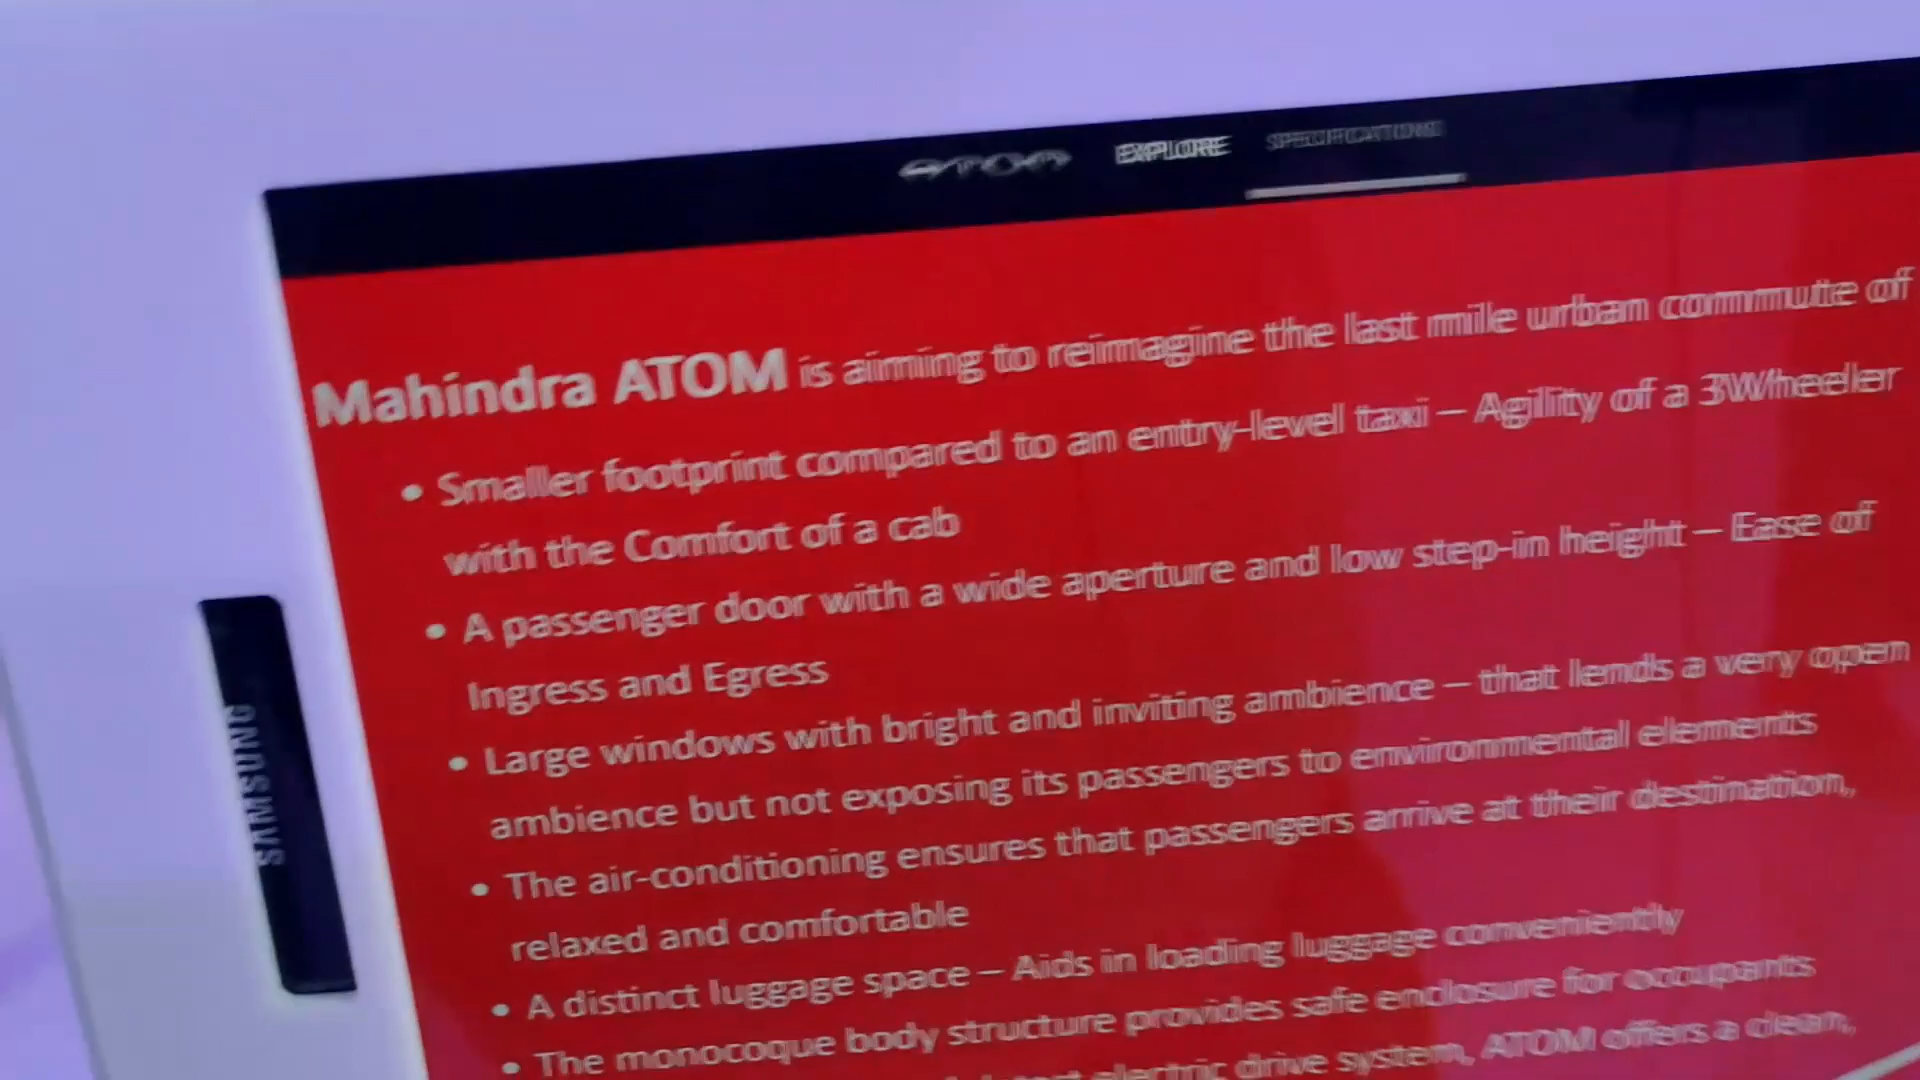 ATOM EXPLORE SPECIFICATIONS
Mahindra ATOM is aiming to reimagine the last mile urban commute of
• Smaller footprint compared to an entry-level taxi – Agility of a 3Wheeler
with the Comfort of a cab
• A passenger door with a wide aperture and low step-in height – Ease of
Ingress and Egress
• Large windows with bright and inviting ambience – that lends a very open
ambience but not exposing its passengers to environmental elements
• The air-conditioning ensures that passengers arrive at their destination,
relaxed and comfortable
• A distinct luggage space – Aids in loading luggage conveniently
• The monocoque body structure provides safe enclosure for occupants
electric drive system, ATOM offers a clean,
SAMSUNG